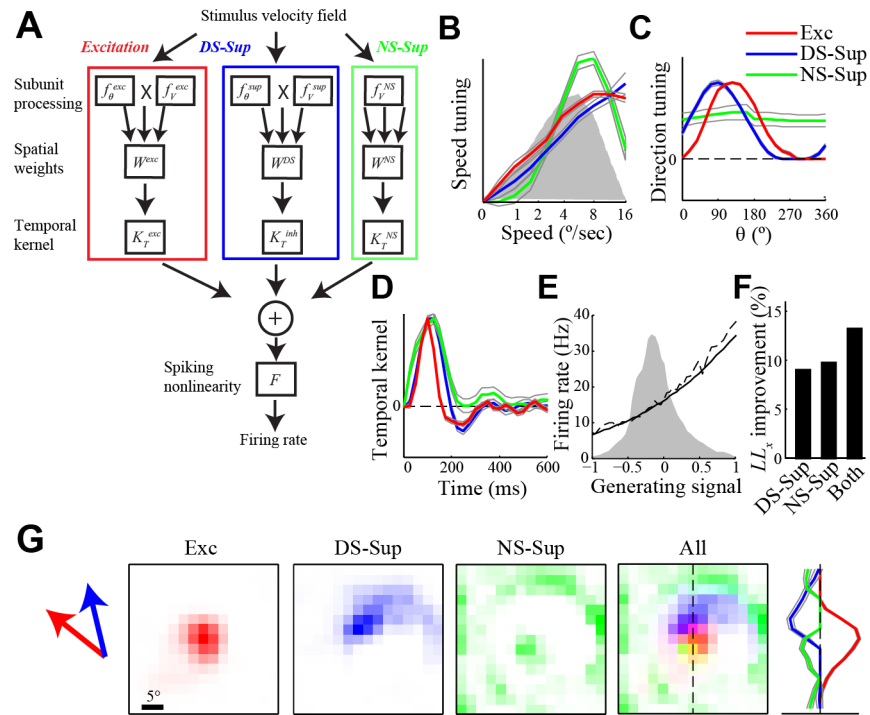 A
Stimulus velocity field
Excitation
DS-Sup
NS-Sup
Subunit processing
f_θ^exc X f_V^exc
f_θ^sup X f_V^sup
f_V^NS
Spatial weights
W^exc
W^DS
W^NS
Temporal kernel
K_T^exc
K_T^inh
K_T^NS
+
Spiking nonlinearity
F
Firing rate
B
Speed tuning
0 1 2 4 8 16
Speed (º/sec)
C
Exc
DS-Sup
NS-Sup
Direction tuning
0
0 90 180 270 360
θ (º)
D
Temporal kernel
0
0 200 400 600
Time (ms)
E
Firing rate (Hz)
40
30
20
10
0
−1 −0.5 0 0.5 1
Generating signal
F
LL_x improvement (%)
15
10
5
0
DS-Sup
NS-Sup
Both
G
Exc
DS-Sup
NS-Sup
All
5°